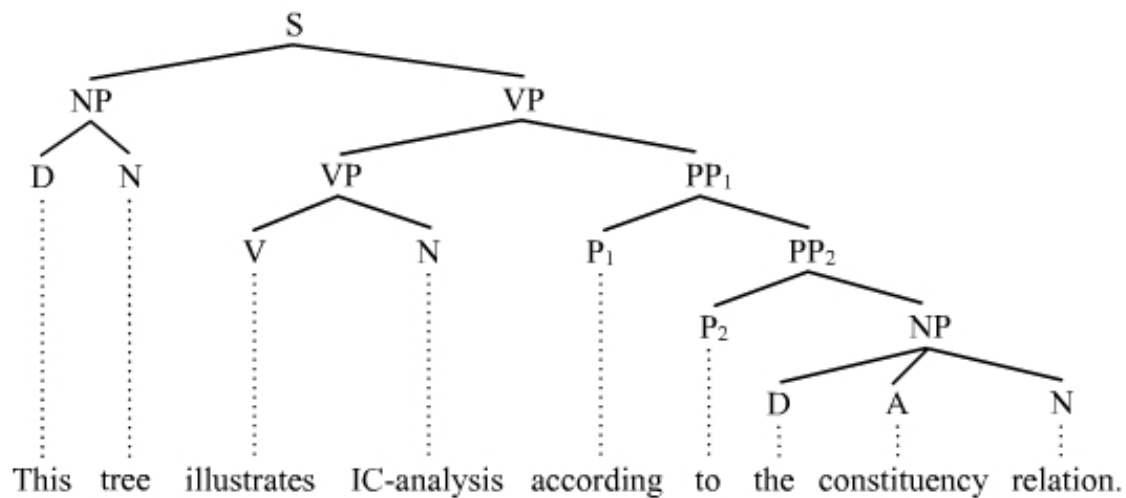 S
NP VP
D N VP PP₁
V N P₁ PP₂
P₂ NP
D A N
This tree illustrates IC-analysis according to the constituency relation.